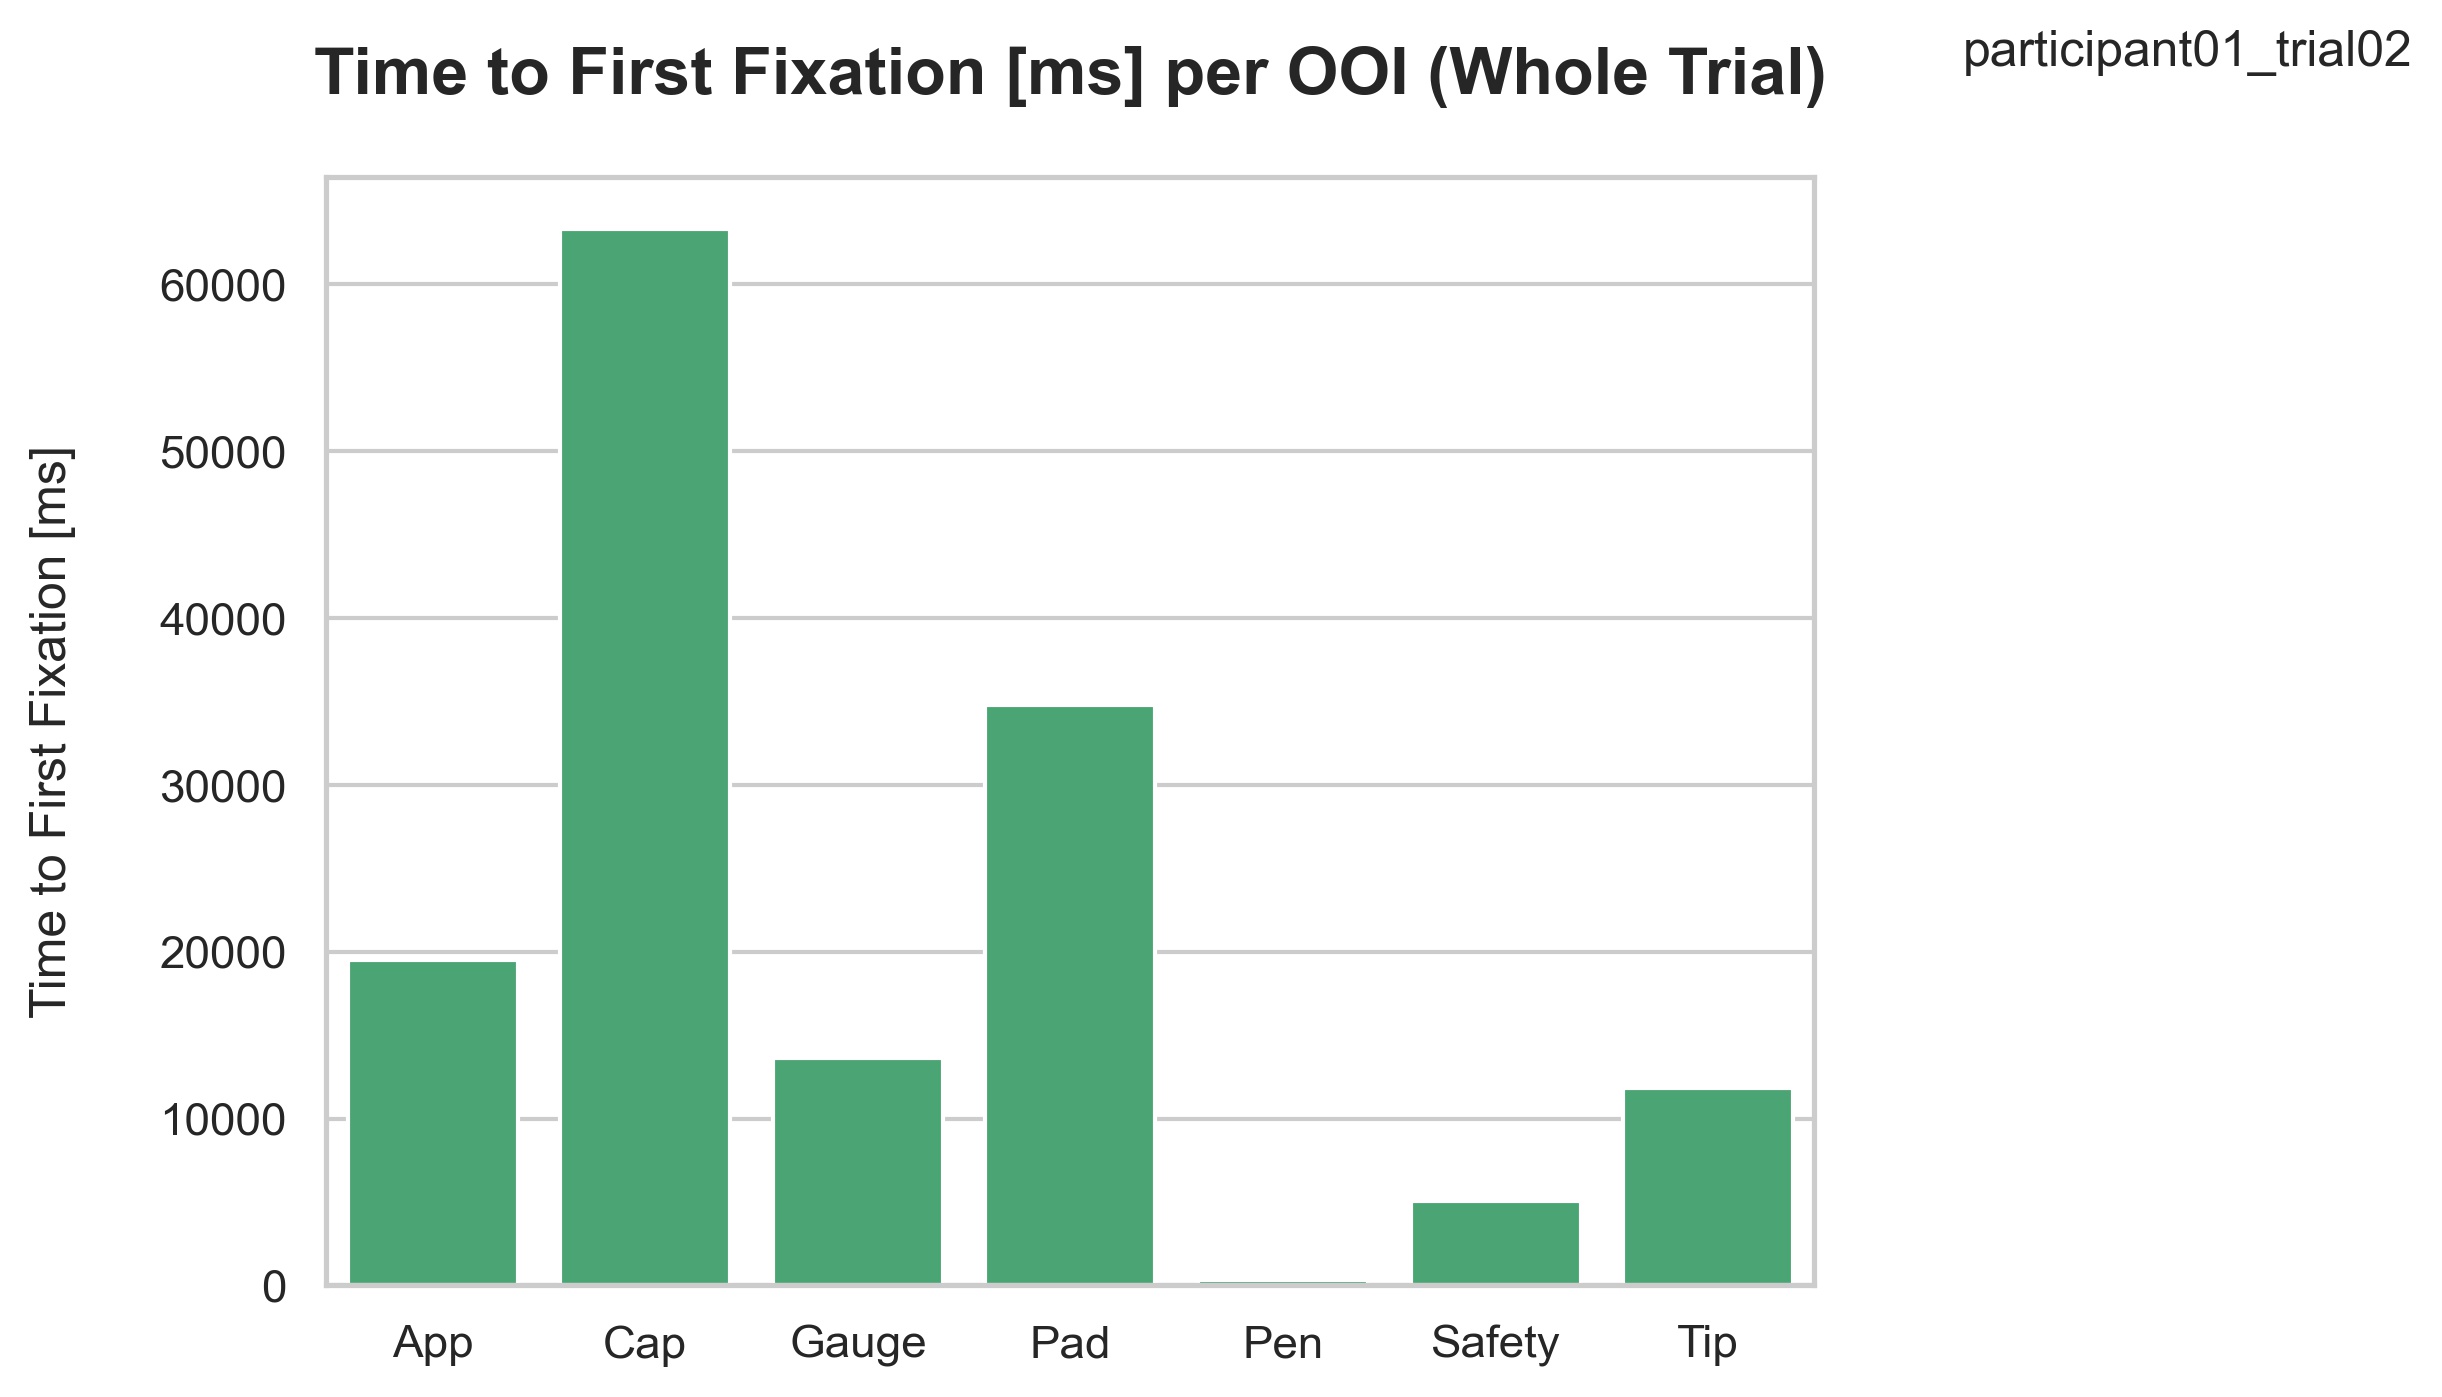 participant01_trial02
Time to First Fixation [ms] per OOI (Whole Trial)
Time to First Fixation [ms]
60000
50000
40000
30000
20000
10000
0
App Cap Gauge Pad Pen Safety Tip